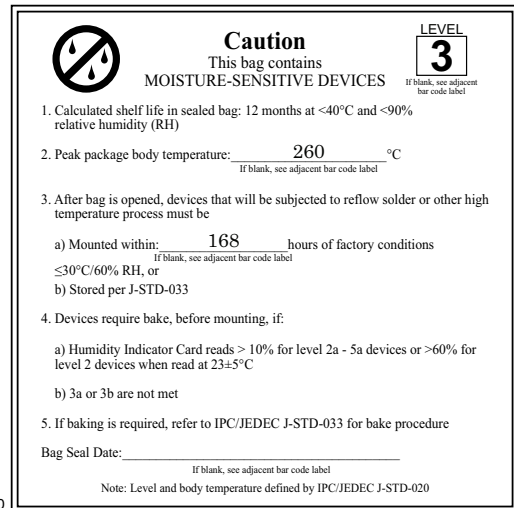 Caution
This bag contains
MOISTURE-SENSITIVE DEVICES
LEVEL
3
If blank, see adjacent
bar code label
1. Calculated shelf life in sealed bag: 12 months at <40°C and <90%
relative humidity (RH)
2. Peak package body temperature:_____260_____°C
If blank, see adjacent bar code label
3. After bag is opened, devices that will be subjected to reflow solder or other high
temperature process must be
a) Mounted within:_____168_____hours of factory conditions
If blank, see adjacent bar code label
≤30°C/60% RH, or
b) Stored per J-STD-033
4. Devices require bake, before mounting, if:
a) Humidity Indicator Card reads > 10% for level 2a - 5a devices or >60% for
level 2 devices when read at 23±5°C
b) 3a or 3b are not met
5. If baking is required, refer to IPC/JEDEC J-STD-033 for bake procedure
Bag Seal Date:_____
If blank, see adjacent bar code label
Note: Level and body temperature defined by IPC/JEDEC J-STD-020